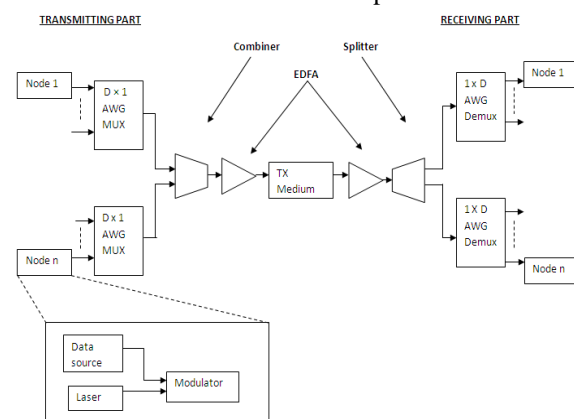 TRANSMITTING PART
RECEIVING PART
Combiner
Splitter
EDFA
Node 1
D × 1
AWG
MUX
TX
Medium
1 x D
AWG
Demux
Node 1
D x 1
AWG
MUX
Node n
1 X D
AWG
Demux
Node n
Data
source
Laser
Modulator